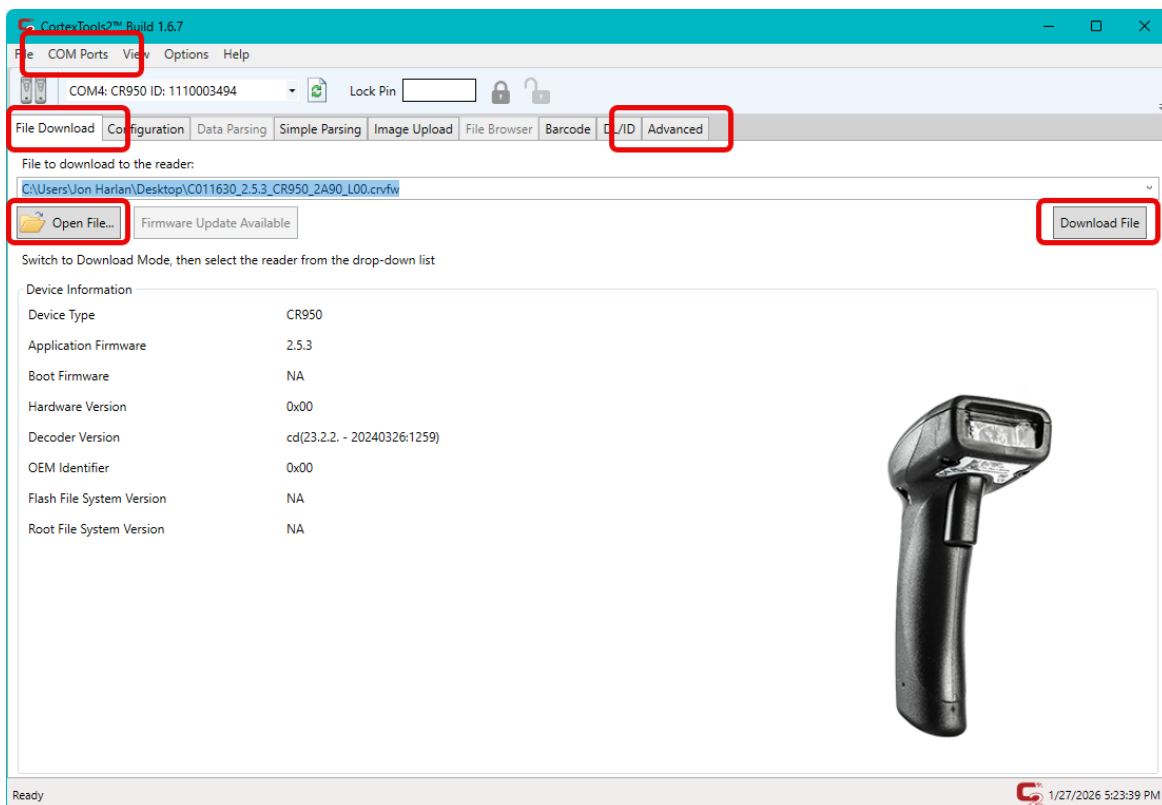 CortexTools2™ Build 1.6.7
File COM Ports View Options Help
COM4: CR950 ID: 1110003494 Lock Pin
File Download Configuration Data Parsing Simple Parsing Image Upload File Browser Barcode DL/ID Advanced
File to download to the reader:
C:\Users\Jon Harlan\Desktop\C011630_2.5.3_CR950_2A90_L00.crvfw
Open File... Firmware Update Available Download File
Switch to Download Mode, then select the reader from the drop-down list
Device Information
Device Type CR950
Application Firmware 2.5.3
Boot Firmware NA
Hardware Version 0x00
Decoder Version cd(23.2.2. - 20240326:1259)
OEM Identifier 0x00
Flash File System Version NA
Root File System Version NA
Ready 1/27/2026 5:23:39 PM